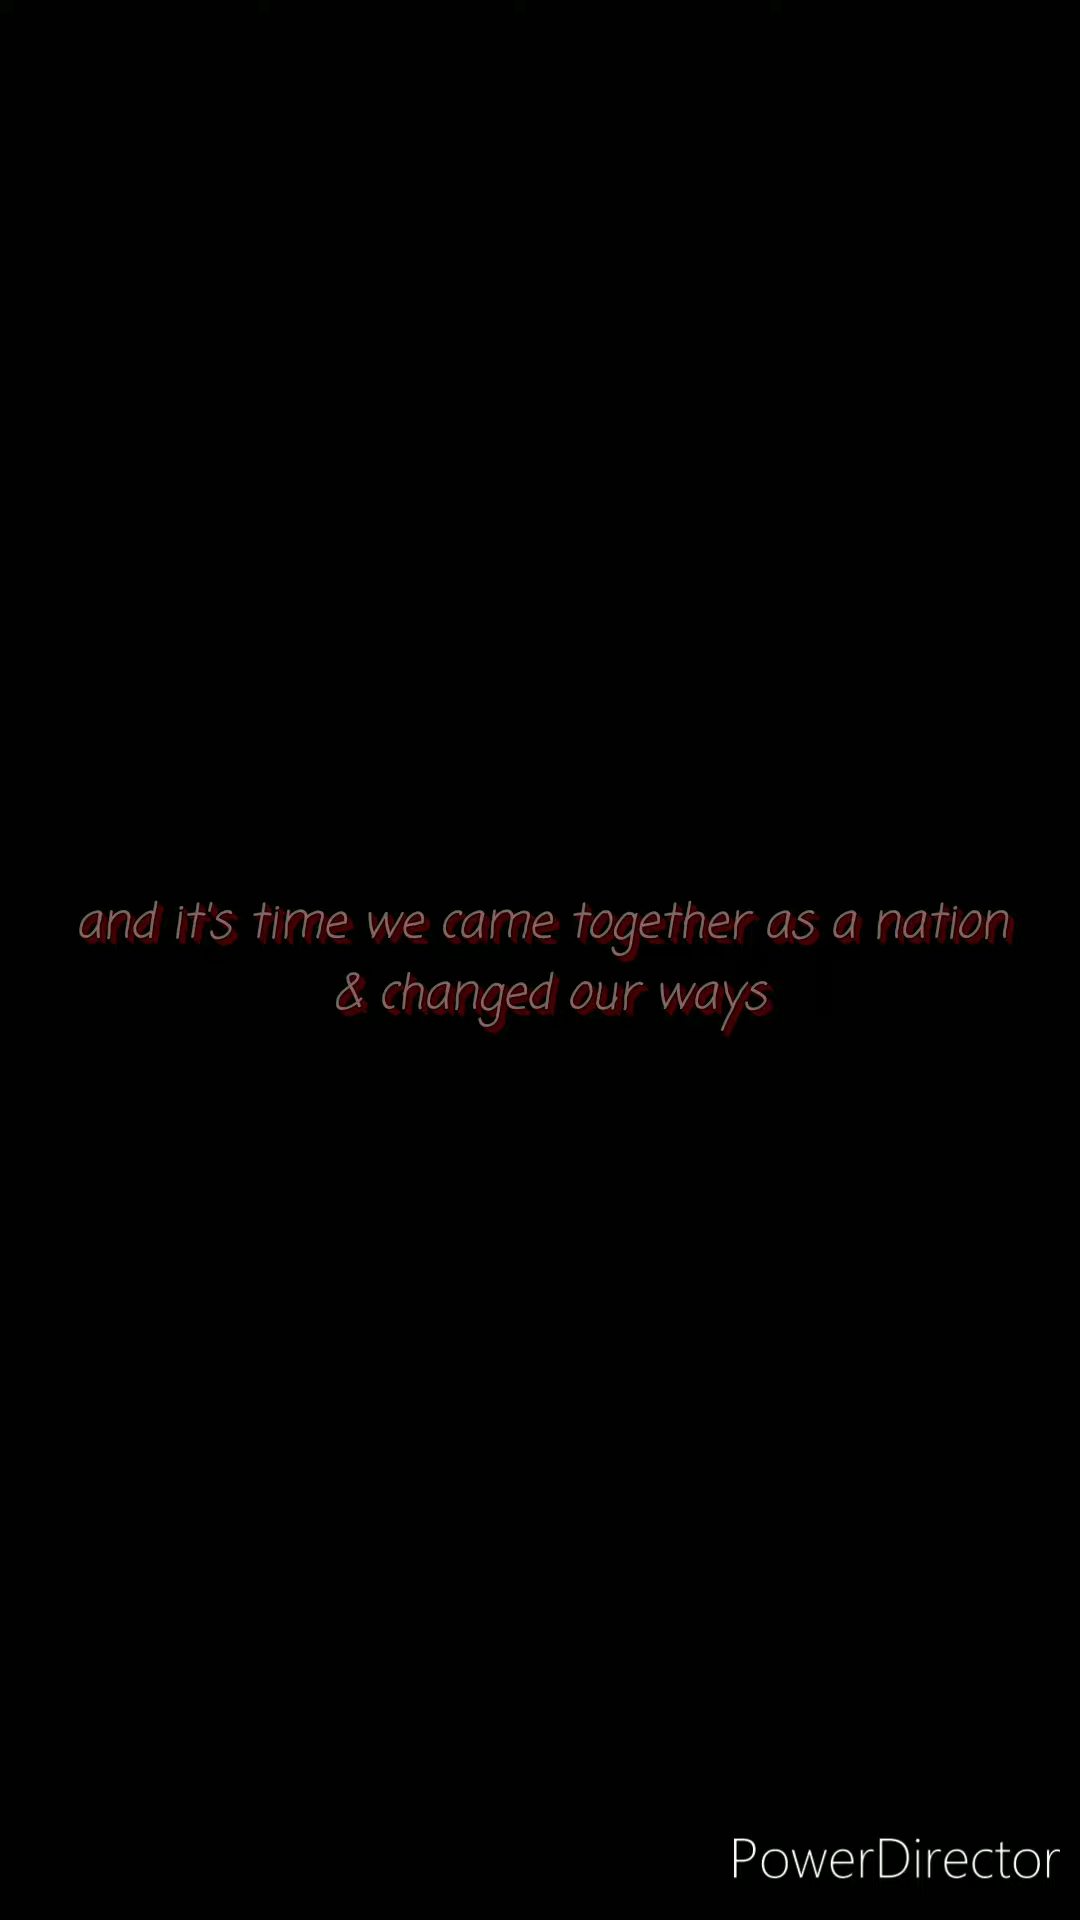 and it's time we came together as a nation
& changed our ways
PowerDirector